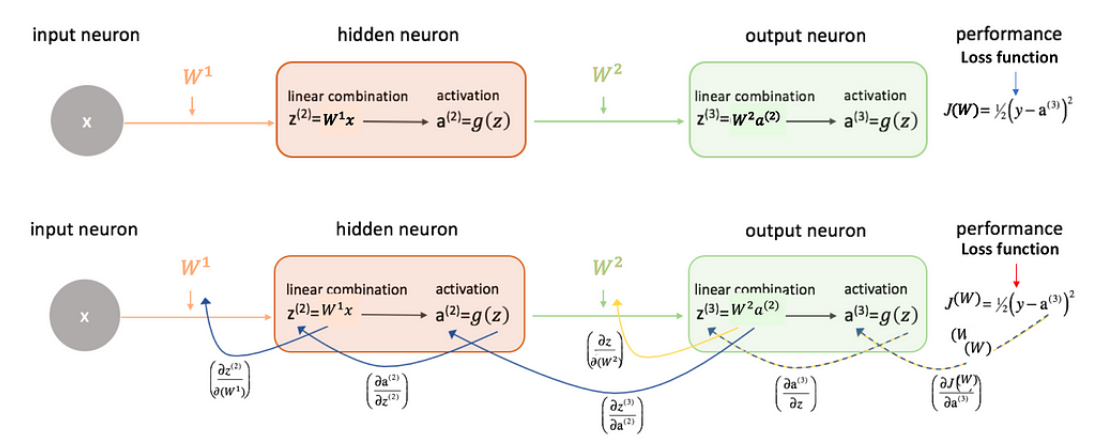 input neuron
hidden neuron
output neuron
performance
Loss function
W¹
W²
x
linear combination
activation
z⁽²⁾=W¹x
a⁽²⁾=g(z)
linear combination
activation
z⁽³⁾=W²a⁽²⁾
a⁽³⁾=g(z)
J(W)= ½(y−a⁽³⁾)²
input neuron
hidden neuron
output neuron
performance
Loss function
W¹
W²
x
linear combination
activation
z⁽²⁾=W¹x
a⁽²⁾=g(z)
linear combination
activation
z⁽³⁾=W²a⁽²⁾
a⁽³⁾=g(z)
J(W)= ½(y−a⁽³⁾)²
(W
(W)
(∂z⁽²⁾/∂(W¹))
(∂a⁽²⁾/∂z⁽²⁾)
(∂z⁽³⁾/∂a⁽²⁾)
(∂z/∂(W²))
(∂a⁽³⁾/∂z)
(∂J(W)/∂a⁽³⁾)